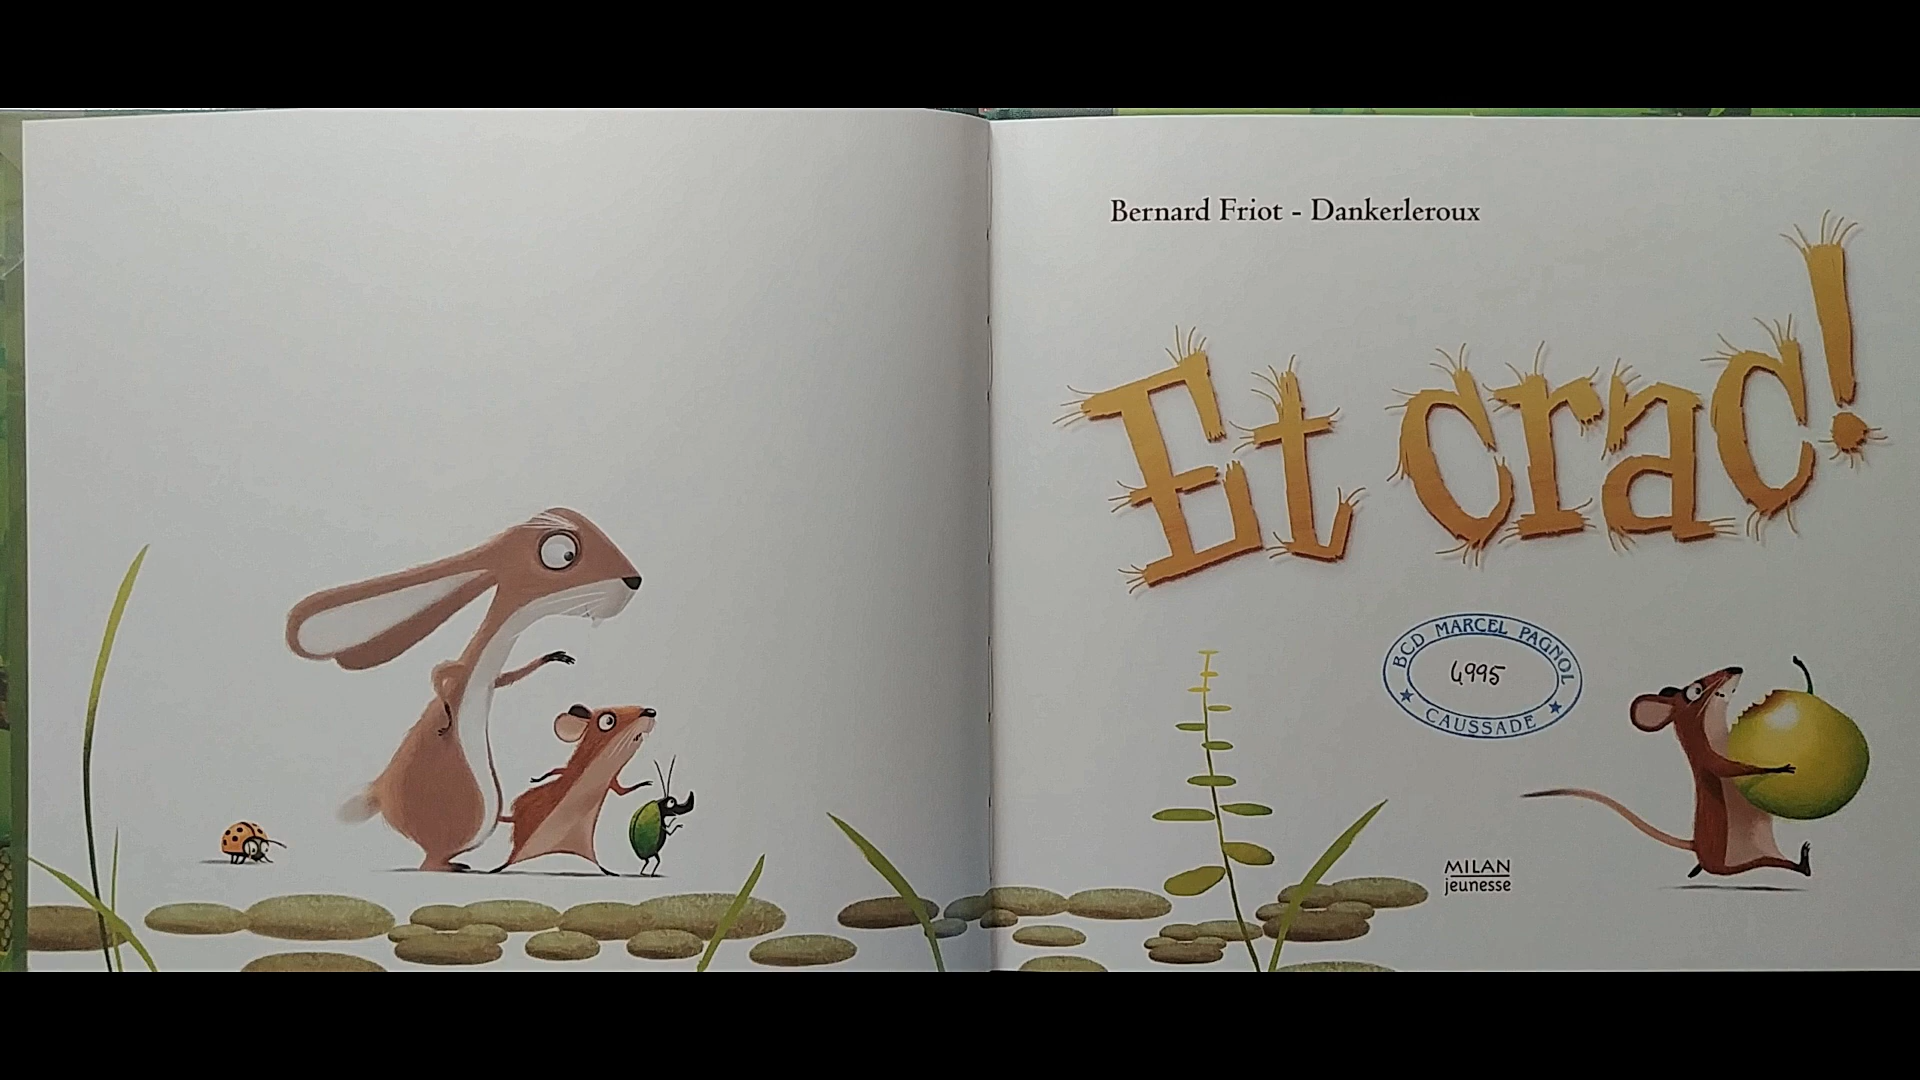 Bernard Friot - Dankerleroux
Et crac!
BCD MARCEL PAGNOL
4995
CAUSSADE
MILAN
jeunesse